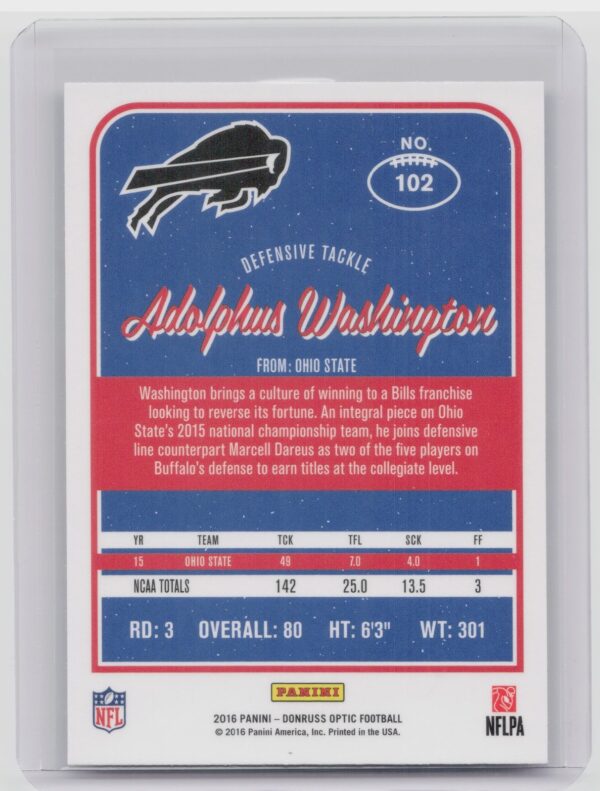 NO.
102
DEFENSIVE TACKLE
Adolphus Washington
FROM: OHIO STATE
Washington brings a culture of winning to a Bills franchise
looking to reverse its fortune. An integral piece on Ohio
State's 2015 national championship team, he joins defensive
line counterpart Marcell Dareus as two of the five players on
Buffalo's defense to earn titles at the collegiate level.
YR TEAM TCK TFL SCK FF
15 OHIO STATE 49 7.0 4.0 1
NCAA TOTALS 142 25.0 13.5 3
RD: 3 OVERALL: 80 HT: 6'3" WT: 301
PANINI
NFL
2016 PANINI – DONRUSS OPTIC FOOTBALL
© 2016 Panini America, Inc. Printed in the USA.
NFLPA